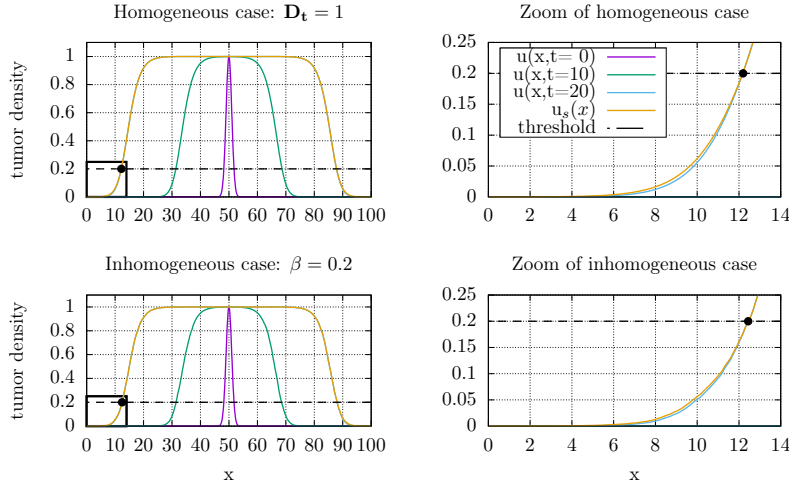 Homogeneous case: D_t = 1
tumor density
1
0.8
0.6
0.4
0.2
0
0 10 20 30 40 50 60 70 80 90 100
Zoom of homogeneous case
0.25
0.2
0.15
0.1
0.05
0
u(x,t= 0)
u(x,t=10)
u(x,t=20)
u_s(x)
threshold
0 2 4 6 8 10 12 14
Inhomogeneous case: β = 0.2
tumor density
1
0.8
0.6
0.4
0.2
0
0 10 20 30 40 50 60 70 80 90 100
x
Zoom of inhomogeneous case
0.25
0.2
0.15
0.1
0.05
0
0 2 4 6 8 10 12 14
x